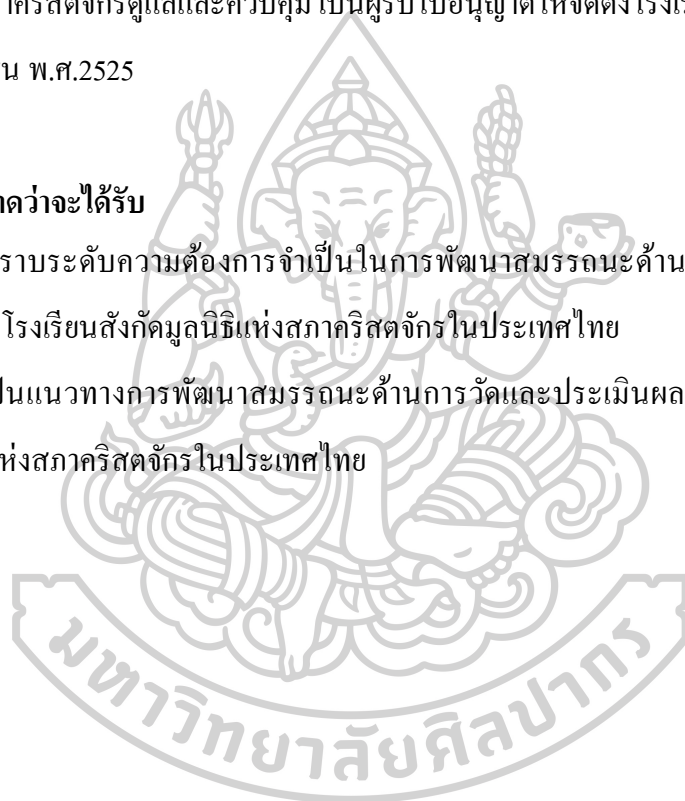 าคริสตจักรดูแลและควบคุม เป็นผู้รับใบอนุญาตให้จัดตั้งโรงเรี
น พ.ศ.2525
าดว่าจะได้รับ
ราบระดับความต้องการจำเป็นในการพัฒนาสมรรถนะด้าน
โรงเรียนสังกัดมูลนิธิแห่งสภาคริสตจักรในประเทศไทย
ป็นแนวทางการพัฒนาสมรรถนะด้านการวัดและประเมินผล
ห่งสภาคริสตจักรในประเทศไทย
มหาวิทยาลัยศิลปากร